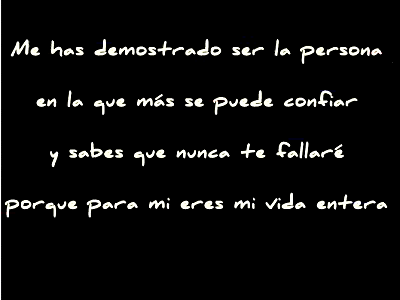 Me has demostrado ser la persona
en la que más se puede confiar
y sabes que nunca te fallaré
porque para mi eres mi vida entera